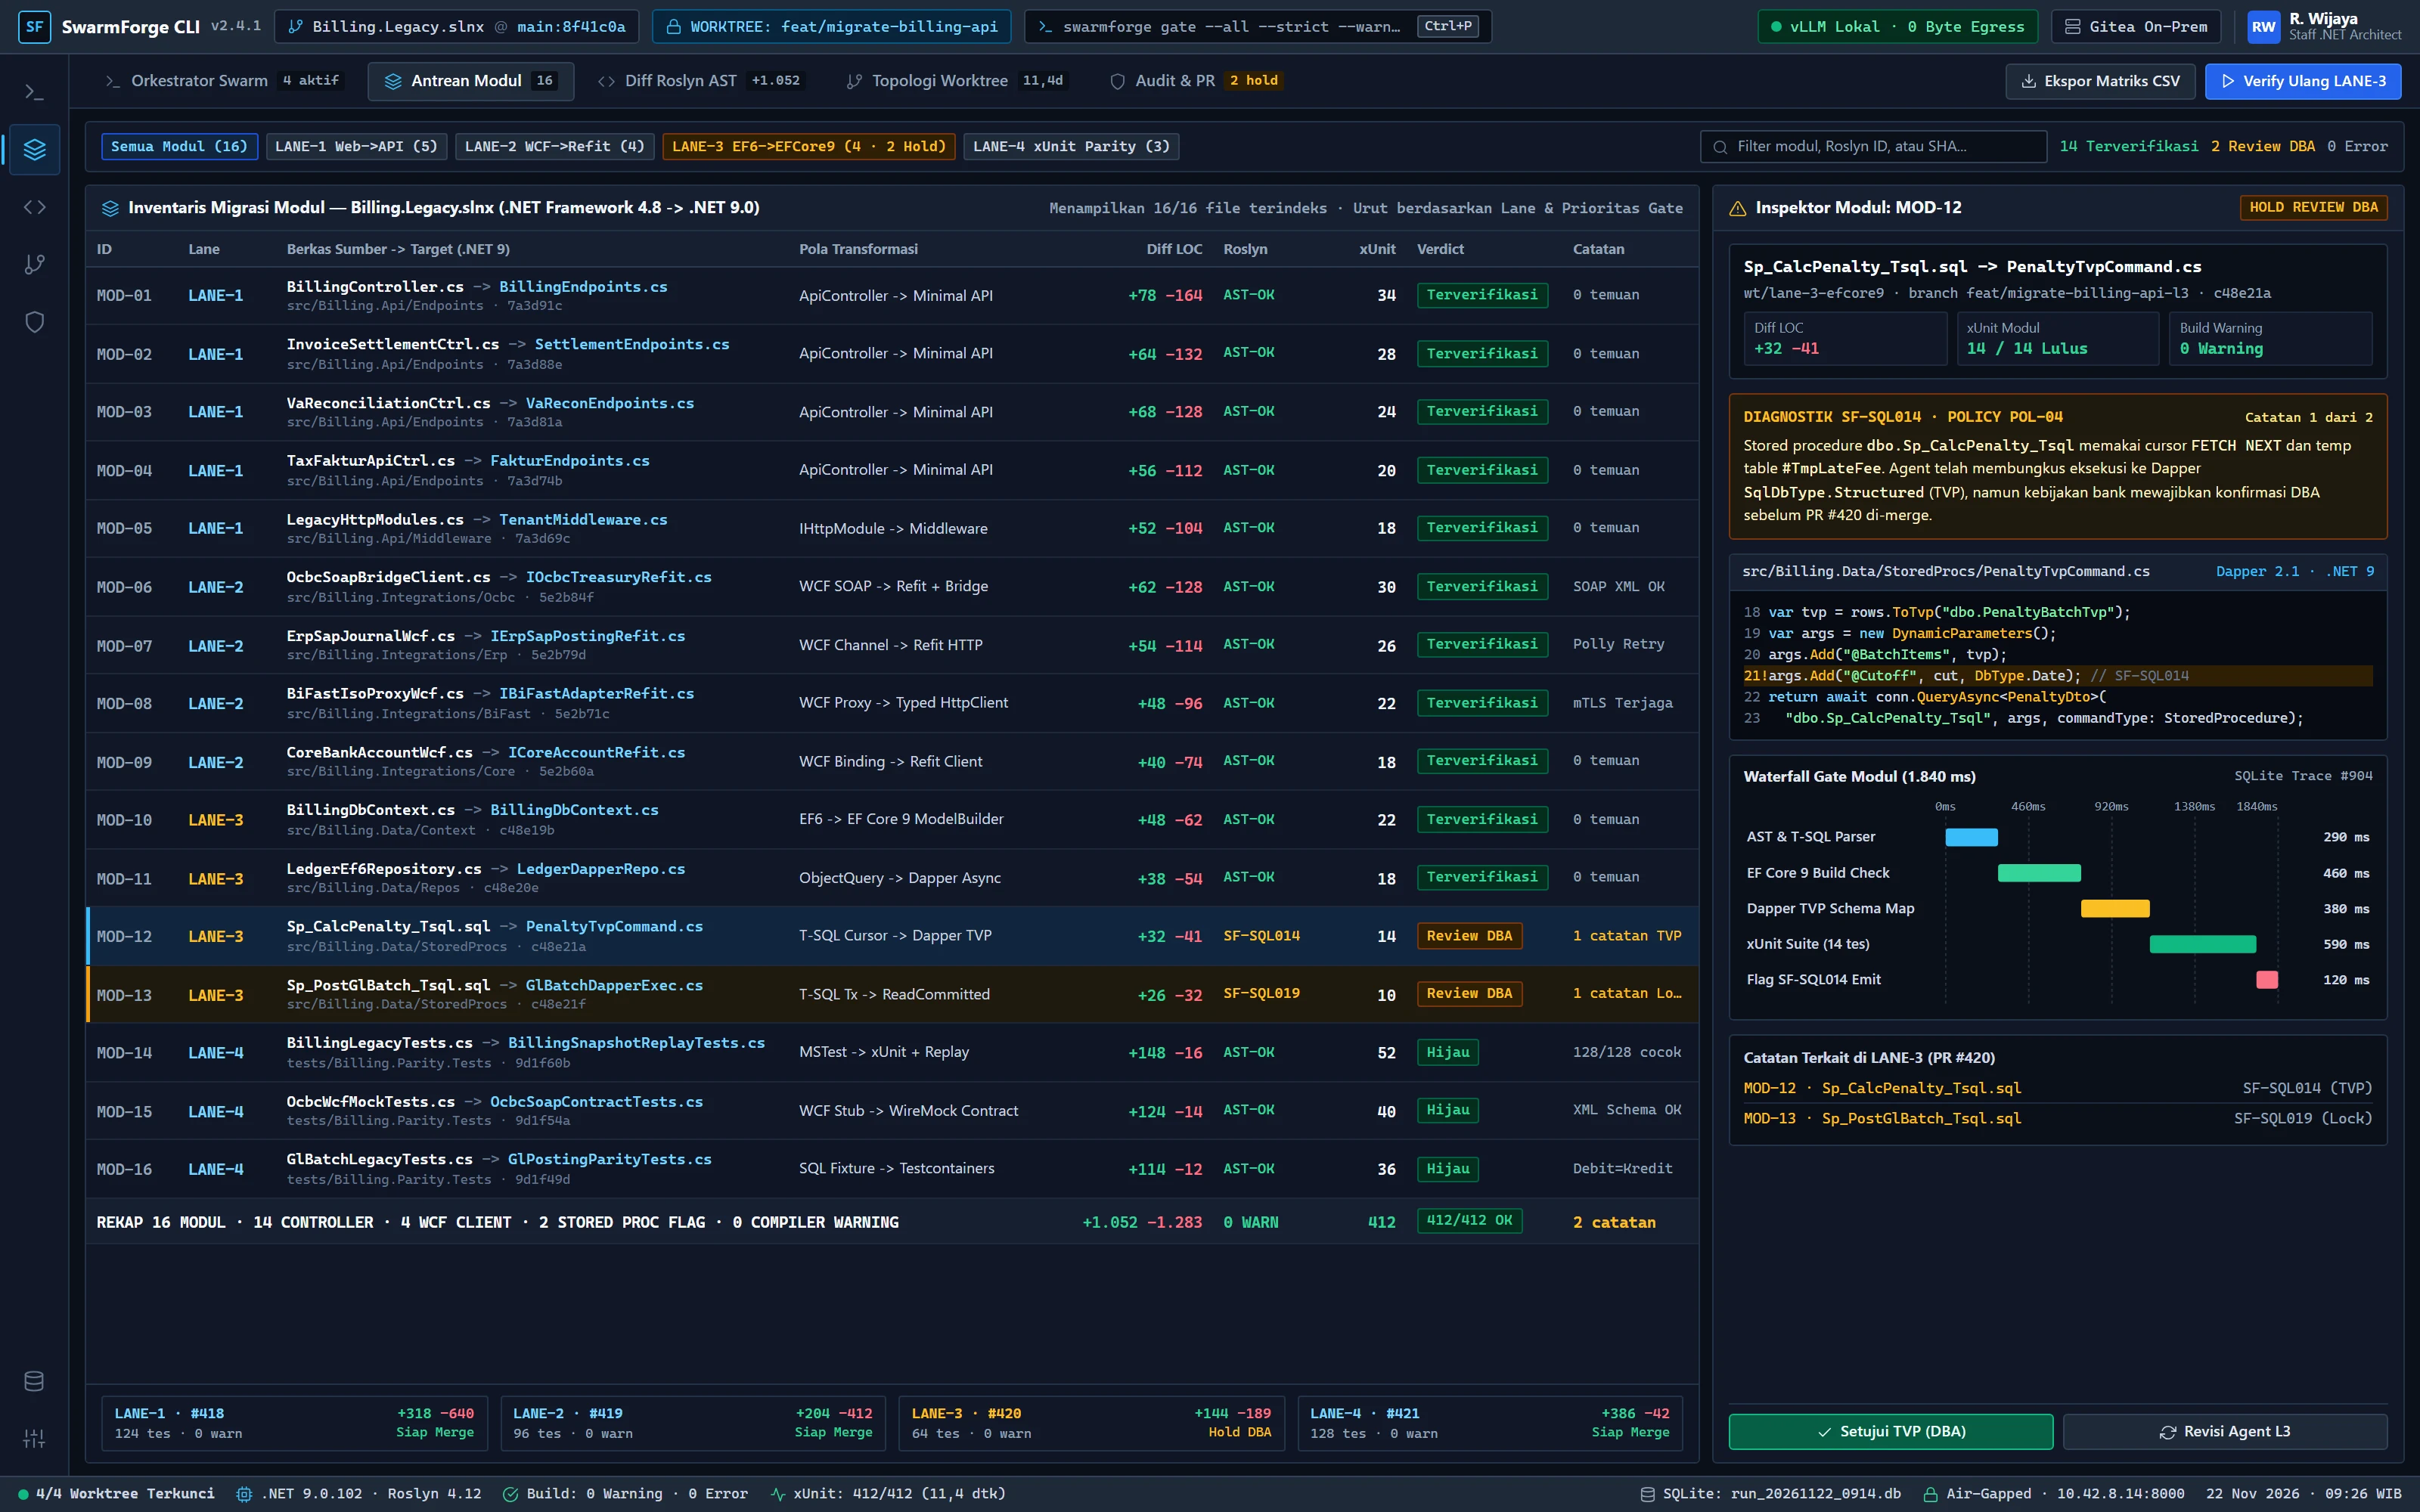 SF SwarmForge CLI v2.4.1 Billing.Legacy.slnx @ main:8f41c0a WORKTREE: feat/migrate-billing-api swarmforge gate --all --strict --warn… Ctrl+P vLLM Lokal · 0 Byte Egress Gitea On-Prem RW R. Wijaya
Staff .NET Architect
Orkestrator Swarm 4 aktif Antrean Modul 16 Diff Roslyn AST +1.052 Topologi Worktree 11,4d Audit & PR 2 hold Ekspor Matriks CSV Verify Ulang LANE-3
Semua Modul (16) LANE-1 Web->API (5) LANE-2 WCF->Refit (4) LANE-3 EF6->EFCore9 (4 · 2 Hold) LANE-4 xUnit Parity (3) Filter modul, Roslyn ID, atau SHA... 14 Terverifikasi 2 Review DBA 0 Error
Inventaris Migrasi Modul — Billing.Legacy.slnx (.NET Framework 4.8 -> .NET 9.0) Menampilkan 16/16 file terindeks · Urut berdasarkan Lane & Prioritas Gate
ID Lane Berkas Sumber -> Target (.NET 9) Pola Transformasi Diff LOC Roslyn xUnit Verdict Catatan
MOD-01 LANE-1 BillingController.cs -> BillingEndpoints.cs ApiController -> Minimal API +78 -164 AST-OK 34 Terverifikasi 0 temuan
src/Billing.Api/Endpoints · 7a3d91c
MOD-02 LANE-1 InvoiceSettlementCtrl.cs -> SettlementEndpoints.cs ApiController -> Minimal API +64 -132 AST-OK 28 Terverifikasi 0 temuan
src/Billing.Api/Endpoints · 7a3d88e
MOD-03 LANE-1 VaReconciliationCtrl.cs -> VaReconEndpoints.cs ApiController -> Minimal API +68 -128 AST-OK 24 Terverifikasi 0 temuan
src/Billing.Api/Endpoints · 7a3d81a
MOD-04 LANE-1 TaxFakturApiCtrl.cs -> FakturEndpoints.cs ApiController -> Minimal API +56 -112 AST-OK 20 Terverifikasi 0 temuan
src/Billing.Api/Endpoints · 7a3d74b
MOD-05 LANE-1 LegacyHttpModules.cs -> TenantMiddleware.cs IHttpModule -> Middleware +52 -104 AST-OK 18 Terverifikasi 0 temuan
src/Billing.Api/Middleware · 7a3d69c
MOD-06 LANE-2 OcbcSoapBridgeClient.cs -> IOcbcTreasuryRefit.cs WCF SOAP -> Refit + Bridge +62 -128 AST-OK 30 Terverifikasi SOAP XML OK
src/Billing.Integrations/Ocbc · 5e2b84f
MOD-07 LANE-2 ErpSapJournalWcf.cs -> IErpSapPostingRefit.cs WCF Channel -> Refit HTTP +54 -114 AST-OK 26 Terverifikasi Polly Retry
src/Billing.Integrations/Erp · 5e2b79d
MOD-08 LANE-2 BiFastIsoProxyWcf.cs -> IBiFastAdapterRefit.cs WCF Proxy -> Typed HttpClient +48 -96 AST-OK 22 Terverifikasi mTLS Terjaga
src/Billing.Integrations/BiFast · 5e2b71c
MOD-09 LANE-2 CoreBankAccountWcf.cs -> ICoreAccountRefit.cs WCF Binding -> Refit Client +40 -74 AST-OK 18 Terverifikasi 0 temuan
src/Billing.Integrations/Core · 5e2b60a
MOD-10 LANE-3 BillingDbContext.cs -> BillingDbContext.cs EF6 -> EF Core 9 ModelBuilder +48 -62 AST-OK 22 Terverifikasi 0 temuan
src/Billing.Data/Context · c48e19b
MOD-11 LANE-3 LedgerEf6Repository.cs -> LedgerDapperRepo.cs ObjectQuery -> Dapper Async +38 -54 AST-OK 18 Terverifikasi 0 temuan
src/Billing.Data/Repos · c48e20e
MOD-12 LANE-3 Sp_CalcPenalty_Tsql.sql -> PenaltyTvpCommand.cs T-SQL Cursor -> Dapper TVP +32 -41 SF-SQL014 14 Review DBA 1 catatan TVP
src/Billing.Data/StoredProcs · c48e21a
MOD-13 LANE-3 Sp_PostGlBatch_Tsql.sql -> GlBatchDapperExec.cs T-SQL Tx -> ReadCommitted +26 -32 SF-SQL019 10 Review DBA 1 catatan Lo…
src/Billing.Data/StoredProcs · c48e21f
MOD-14 LANE-4 BillingLegacyTests.cs -> BillingSnapshotReplayTests.cs MSTest -> xUnit + Replay +148 -16 AST-OK 52 Hijau 128/128 cocok
tests/Billing.Parity.Tests · 9d1f60b
MOD-15 LANE-4 OcbcWcfMockTests.cs -> OcbcSoapContractTests.cs WCF Stub -> WireMock Contract +124 -14 AST-OK 40 Hijau XML Schema OK
tests/Billing.Parity.Tests · 9d1f54a
MOD-16 LANE-4 GlBatchLegacyTests.cs -> GlPostingParityTests.cs SQL Fixture -> Testcontainers +114 -12 AST-OK 36 Hijau Debit=Kredit
tests/Billing.Parity.Tests · 9d1f49d
REKAP 16 MODUL · 14 CONTROLLER · 4 WCF CLIENT · 2 STORED PROC FLAG · 0 COMPILER WARNING +1.052 -1.283 0 WARN 412 412/412 OK 2 catatan
LANE-1 · #418 +318 -640
124 tes · 0 warn Siap Merge
LANE-2 · #419 +204 -412
96 tes · 0 warn Siap Merge
LANE-3 · #420 +144 -189
64 tes · 0 warn Hold DBA
LANE-4 · #421 +386 -42
128 tes · 0 warn Siap Merge
Inspektor Modul: MOD-12 HOLD REVIEW DBA
Sp_CalcPenalty_Tsql.sql -> PenaltyTvpCommand.cs
wt/lane-3-efcore9 · branch feat/migrate-billing-api-l3 · c48e21a
Diff LOC xUnit Modul Build Warning
+32 -41 14 / 14 Lulus 0 Warning
DIAGNOSTIK SF-SQL014 · POLICY POL-04 Catatan 1 dari 2
Stored procedure dbo.Sp_CalcPenalty_Tsql memakai cursor FETCH NEXT dan temp
table #TmpLateFee. Agent telah membungkus eksekusi ke Dapper
SqlDbType.Structured (TVP), namun kebijakan bank mewajibkan konfirmasi DBA
sebelum PR #420 di-merge.
src/Billing.Data/StoredProcs/PenaltyTvpCommand.cs Dapper 2.1 · .NET 9
18 var tvp = rows.ToTvp("dbo.PenaltyBatchTvp");
19 var args = new DynamicParameters();
20 args.Add("@BatchItems", tvp);
21!args.Add("@Cutoff", cut, DbType.Date); // SF-SQL014
22 return await conn.QueryAsync<PenaltyDto>(
23 "dbo.Sp_CalcPenalty_Tsql", args, commandType: StoredProcedure);
Waterfall Gate Modul (1.840 ms) SQLite Trace #904
0ms 460ms 920ms 1380ms 1840ms
AST & T-SQL Parser 290 ms
EF Core 9 Build Check 460 ms
Dapper TVP Schema Map 380 ms
xUnit Suite (14 tes) 590 ms
Flag SF-SQL014 Emit 120 ms
Catatan Terkait di LANE-3 (PR #420)
MOD-12 · Sp_CalcPenalty_Tsql.sql SF-SQL014 (TVP)
MOD-13 · Sp_PostGlBatch_Tsql.sql SF-SQL019 (Lock)
Setujui TVP (DBA) Revisi Agent L3
4/4 Worktree Terkunci .NET 9.0.102 · Roslyn 4.12 Build: 0 Warning · 0 Error xUnit: 412/412 (11,4 dtk) SQLite: run_20261122_0914.db Air-Gapped · 10.42.8.14:8000 22 Nov 2026 · 09:26 WIB